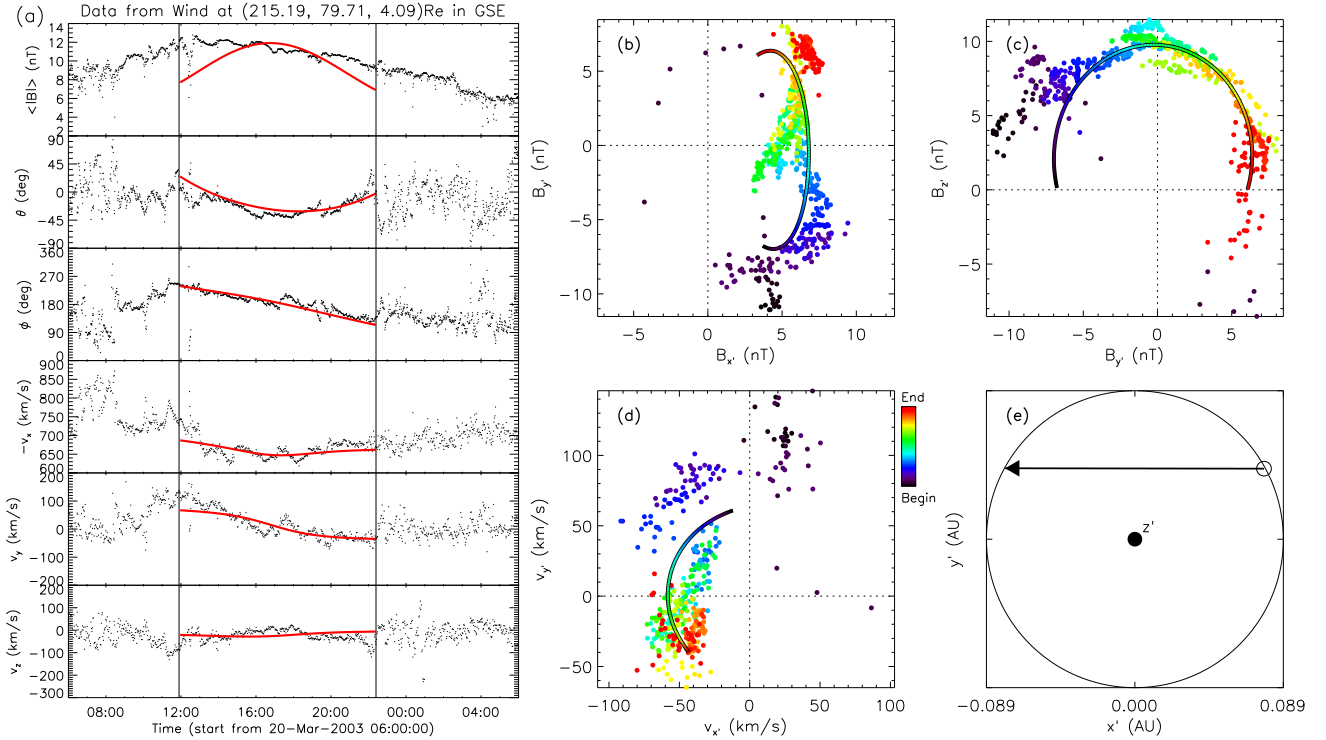 (a)
Data from Wind at (215.19, 79.71, 4.09)Re in GSE
<|B|> (nT)
14
12
10
8
6
4
2
θ (deg)
90
45
0
−45
−90
φ (deg)
360
270
180
90
0
−vx (km/s)
900
850
800
750
700
650
600
vy (km/s)
200
100
0
−100
−200
vz (km/s)
200
100
0
−100
−200
−300
08:00 12:00 16:00 20:00 00:00 04:00
Time (start from 20−Mar−2003 06:00:00)
(b)
By' (nT)
5
0
−5
−10
−5 0 5 10
Bx' (nT)
(c)
Bz' (nT)
10
5
0
−5
−10 −5 0 5
By' (nT)
(d)
vy' (km/s)
100
50
0
−50
−100 −50 0 50 100
vx' (km/s)
End
Begin
(e)
y' (AU)
z'
−0.089 0.000 0.089
x' (AU)